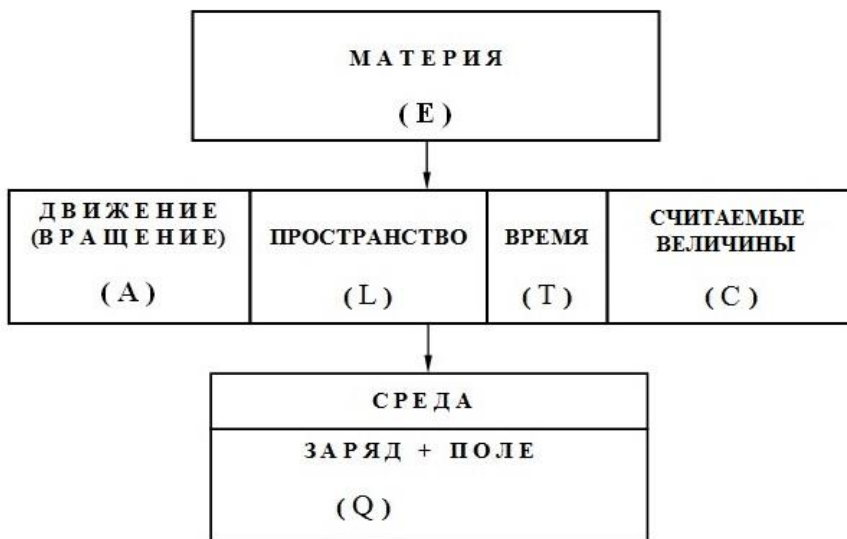 МАТЕРИЯ
(E)
ДВИЖЕНИЕ
(ВРАЩЕНИЕ)
(A)
ПРОСТРАНСТВО
(L)
ВРЕМЯ
(T)
СЧИТАЕМЫЕ
ВЕЛИЧИНЫ
(C)
СРЕДА
ЗАРЯД + ПОЛЕ
(Q)